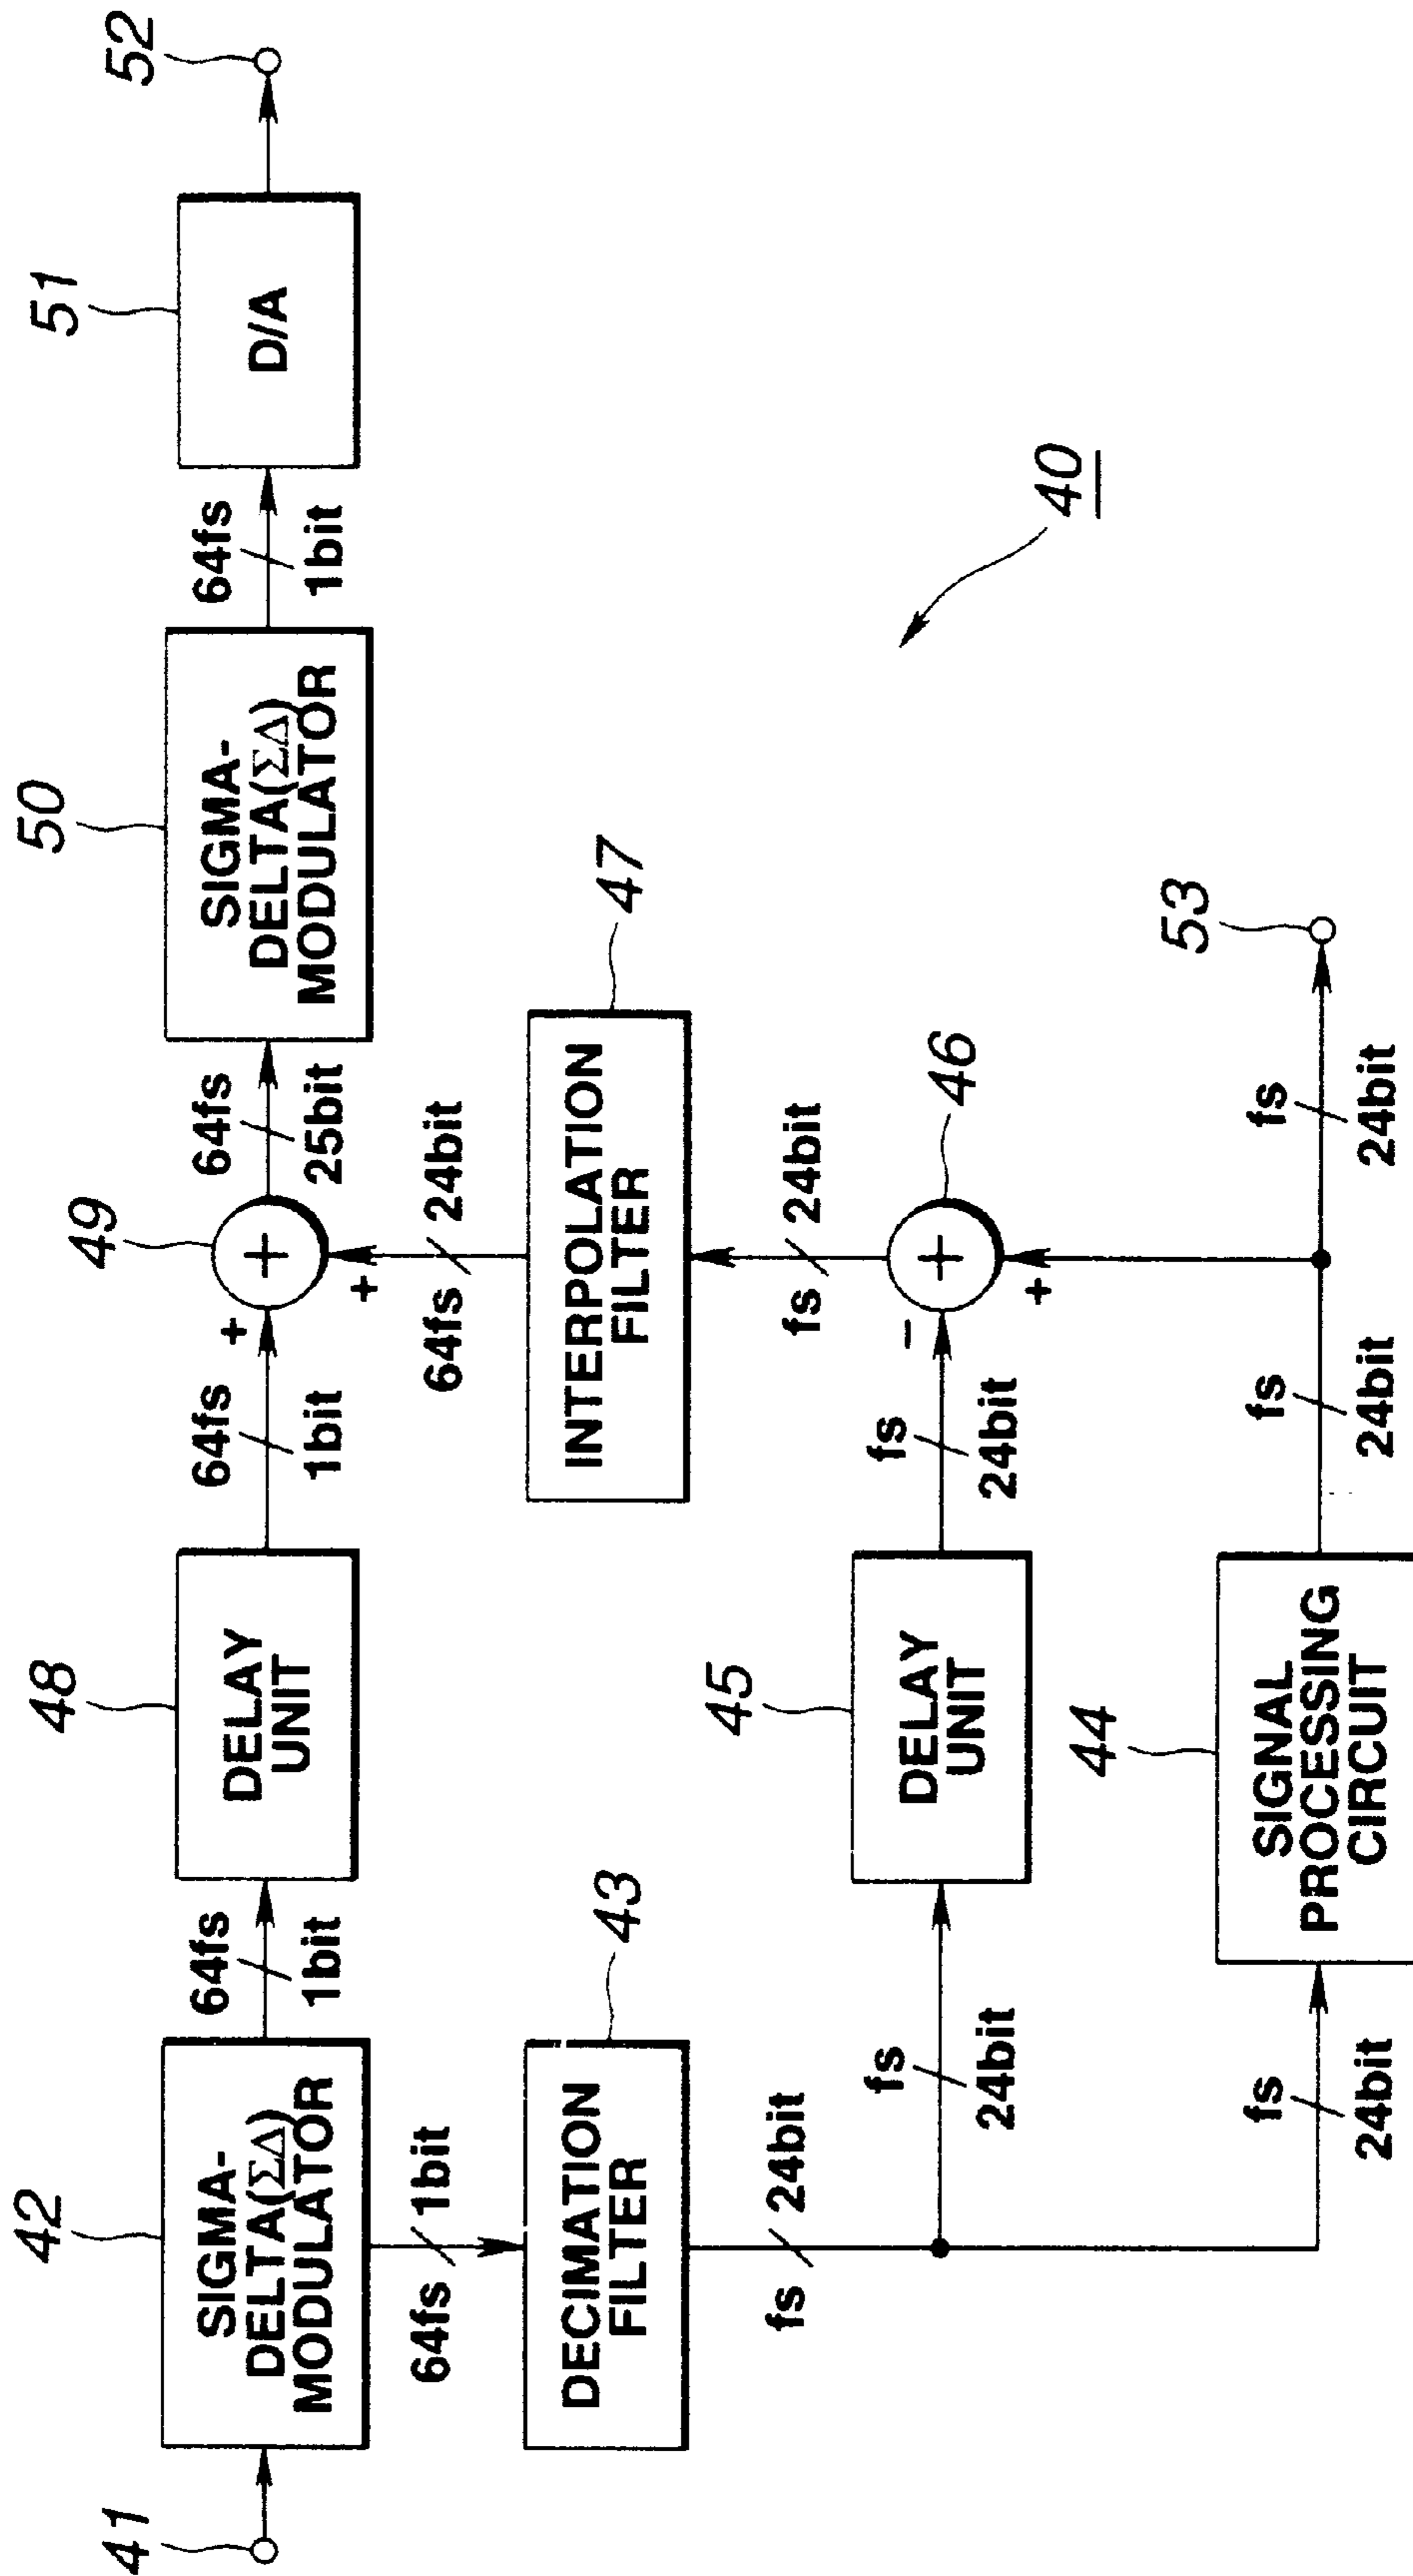 41
42
SIGMA-
DELTA(ΣΔ)
MODULATOR
64fs
1bit
48
DELAY
UNIT
64fs
1bit
+
49
+
+
64fs
25bit
50
SIGMA-
DELTA(ΣΔ)
MODULATOR
64fs
1bit
51
D/A
52
64fs
1bit
43
DECIMATION
FILTER
fs
24bit
64fs
24bit
INTERPOLATION
FILTER
47
fs
24bit
fs
24bit
45
DELAY
UNIT
fs
24bit
-
+
46
+
40
fs
24bit
44
SIGNAL
PROCESSING
CIRCUIT
fs
24bit
fs
24bit
53